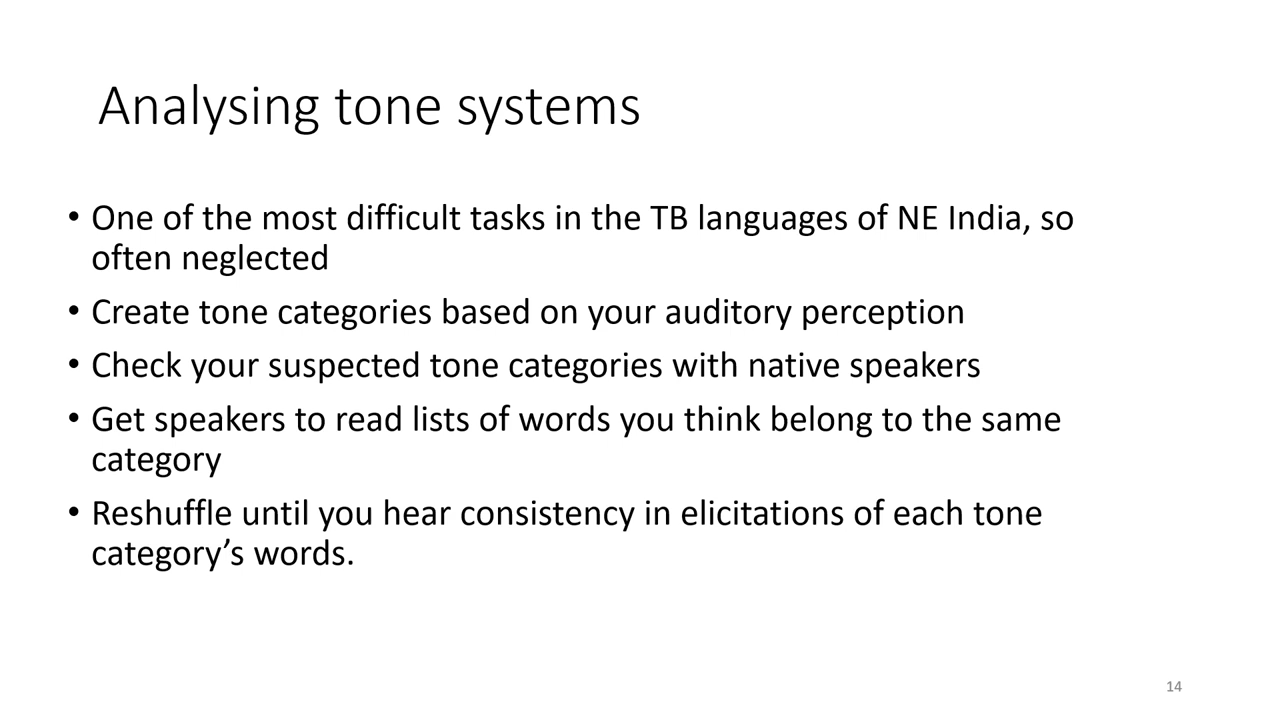 Analysing tone systems
• One of the most difficult tasks in the TB languages of NE India, so
often neglected
• Create tone categories based on your auditory perception
• Check your suspected tone categories with native speakers
• Get speakers to read lists of words you think belong to the same
category
• Reshuffle until you hear consistency in elicitations of each tone
category’s words.
14